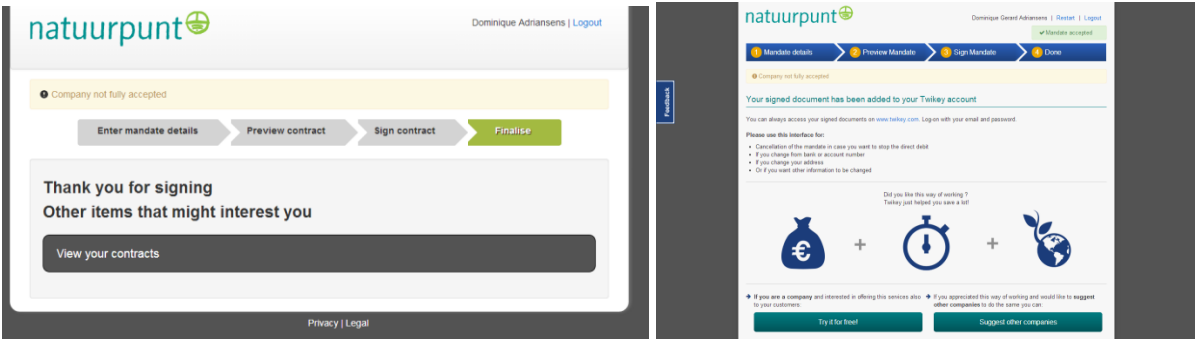 natuurpunt
Dominique Adriansens | Logout
Company not fully accepted
Enter mandate details
Preview contract
Sign contract
Finalise
Thank you for signing
Other items that might interest you
View your contracts
Privacy | Legal
natuurpunt
Dominique Gerard Adriansens | Restart | Logout
Mandate accepted
1 Mandate details
2 Preview Mandate
3 Sign Mandate
4 Done
Company not fully accepted
Feedback
Your signed document has been added to your Twikey account
You can always access your signed documents on www.twikey.com. Log-on with your email and password.
Please use this interface for:
Cancellation of the mandate in case you want to stop the direct debit
If you change from bank or account number
If you change your address
Or if you want other information to be changed
Did you like this way of working ?
Twikey just helped you save a lot!
€ + +
If you are a company and interested in offering this services also
to your customers:
Try it for free!
If you appreciated this way of working and would like to suggest
other companies to do the same you can:
Suggest other companies